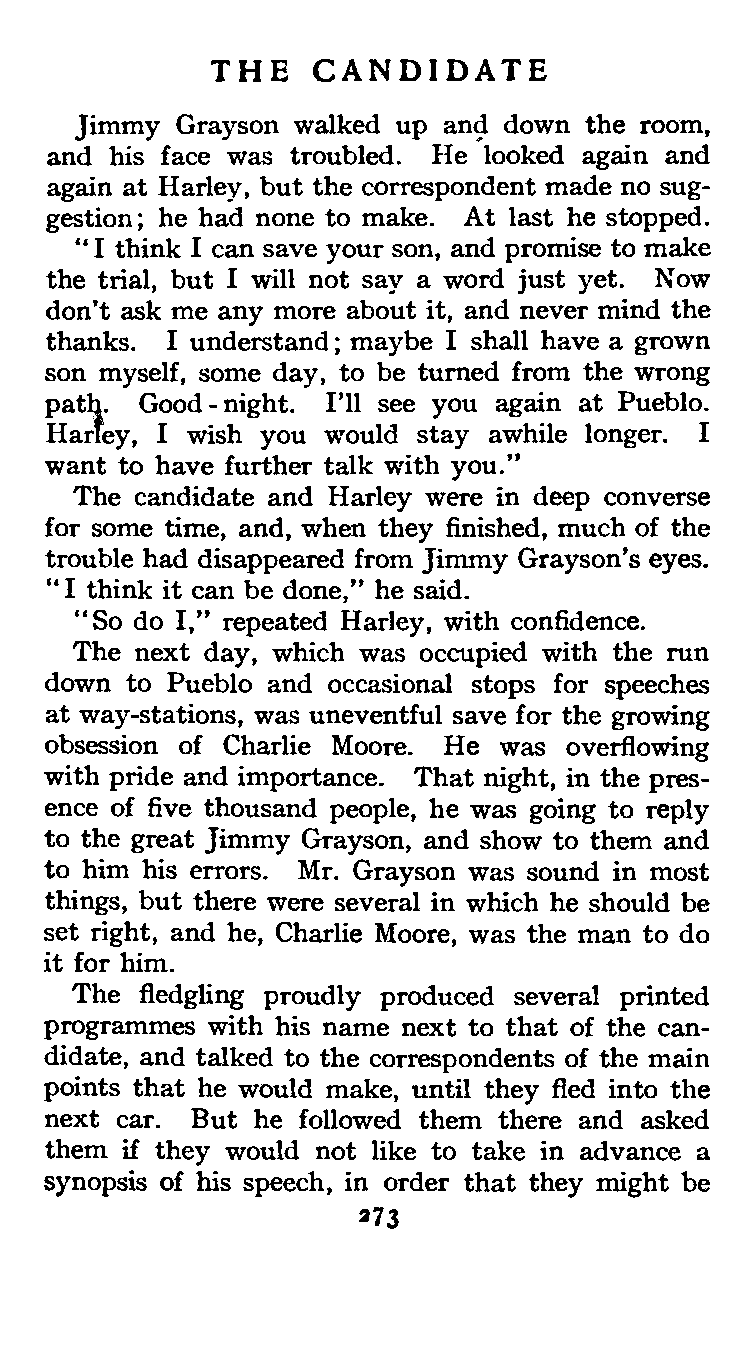 THE CANDIDATE
Jimmy Grayson walked up and down the room,
and his face was troubled. He looked again and
again at Harley, but the correspondent made no sug-
gestion; he had none to make. At last he stopped.
"I think I can save your son, and promise to make
the trial, but I will not say a word just yet. Now
don't ask me any more about it, and never mind the
thanks. I understand; maybe I shall have a grown
son myself, some day, to be turned from the wrong
path. Good-night. I'll see you again at Pueblo.
Harley, I wish you would stay awhile longer. I
want to have further talk with you."
The candidate and Harley were in deep converse
for some time, and, when they finished, much of the
trouble had disappeared from Jimmy Grayson's eyes.
"I think it can be done," he said.
"So do I," repeated Harley, with confidence.
The next day, which was occupied with the run
down to Pueblo and occasional stops for speeches
at way-stations, was uneventful save for the growing
obsession of Charlie Moore. He was overflowing
with pride and importance. That night, in the pres-
ence of five thousand people, he was going to reply
to the great Jimmy Grayson, and show to them and
to him his errors. Mr. Grayson was sound in most
things, but there were several in which he should be
set right, and he, Charlie Moore, was the man to do
it for him.
The fledgling proudly produced several printed
programmes with his name next to that of the can-
didate, and talked to the correspondents of the main
points that he would make, until they fled into the
next car. But he followed them there and asked
them if they would not like to take in advance a
synopsis of his speech, in order that they might be
273